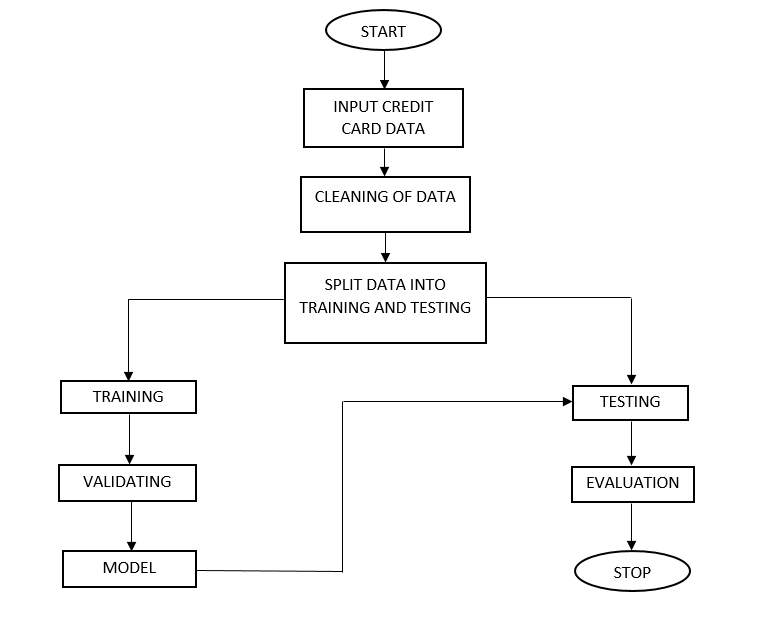 START
INPUT CREDIT
CARD DATA
CLEANING OF DATA
SPLIT DATA INTO
TRAINING AND TESTING
TRAINING
TESTING
VALIDATING
EVALUATION
MODEL
STOP